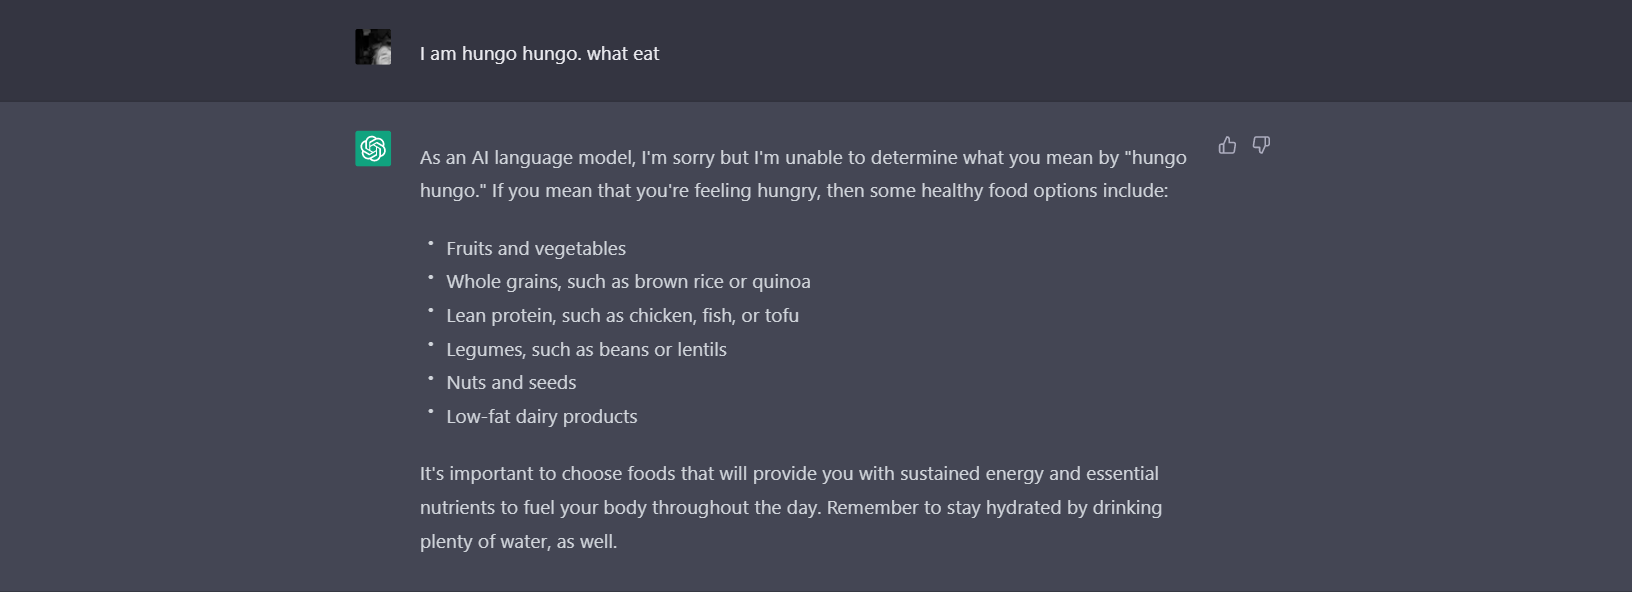 I am hungo hungo. what eat
As an AI language model, I'm sorry but I'm unable to determine what you mean by "hungo
hungo." If you mean that you're feeling hungry, then some healthy food options include:
• Fruits and vegetables
• Whole grains, such as brown rice or quinoa
• Lean protein, such as chicken, fish, or tofu
• Legumes, such as beans or lentils
• Nuts and seeds
• Low-fat dairy products
It's important to choose foods that will provide you with sustained energy and essential
nutrients to fuel your body throughout the day. Remember to stay hydrated by drinking
plenty of water, as well.